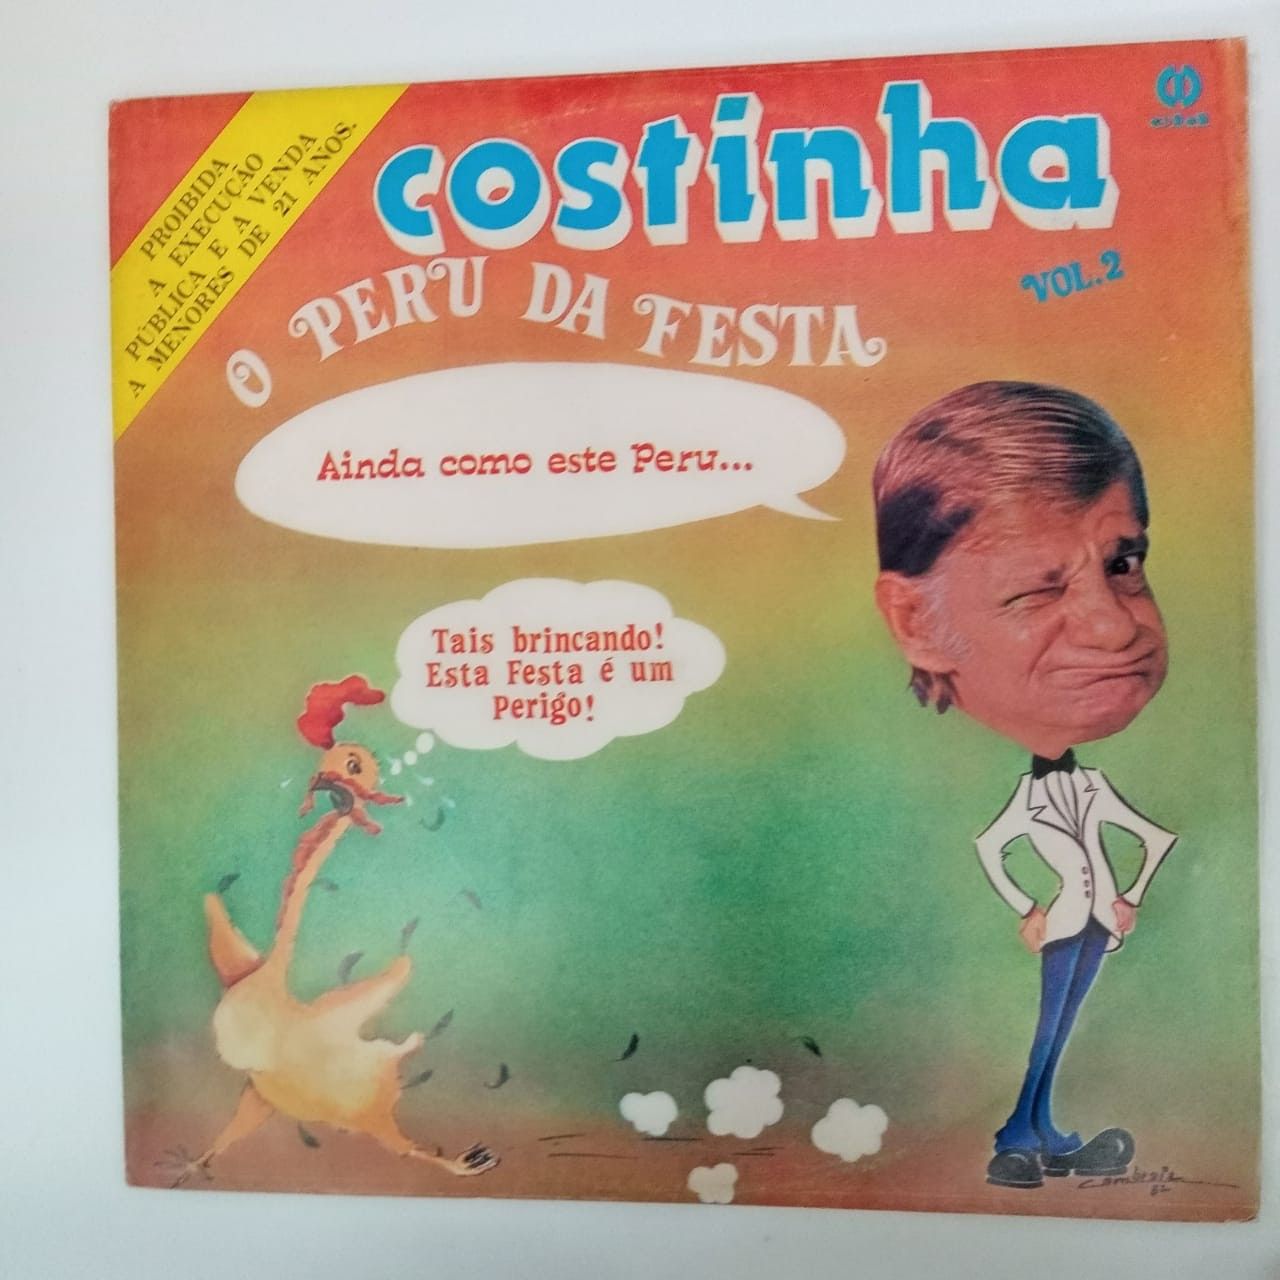 PROIBIDA
A EXECUÇÃO
PÚBLICA E A VENDA
A MENORES DE 21 ANOS.
costinha
VOL.2
O PERU DA FESTA
Ainda como este Peru...
Tais brincando!
Esta Festa é um
Perigo!
82